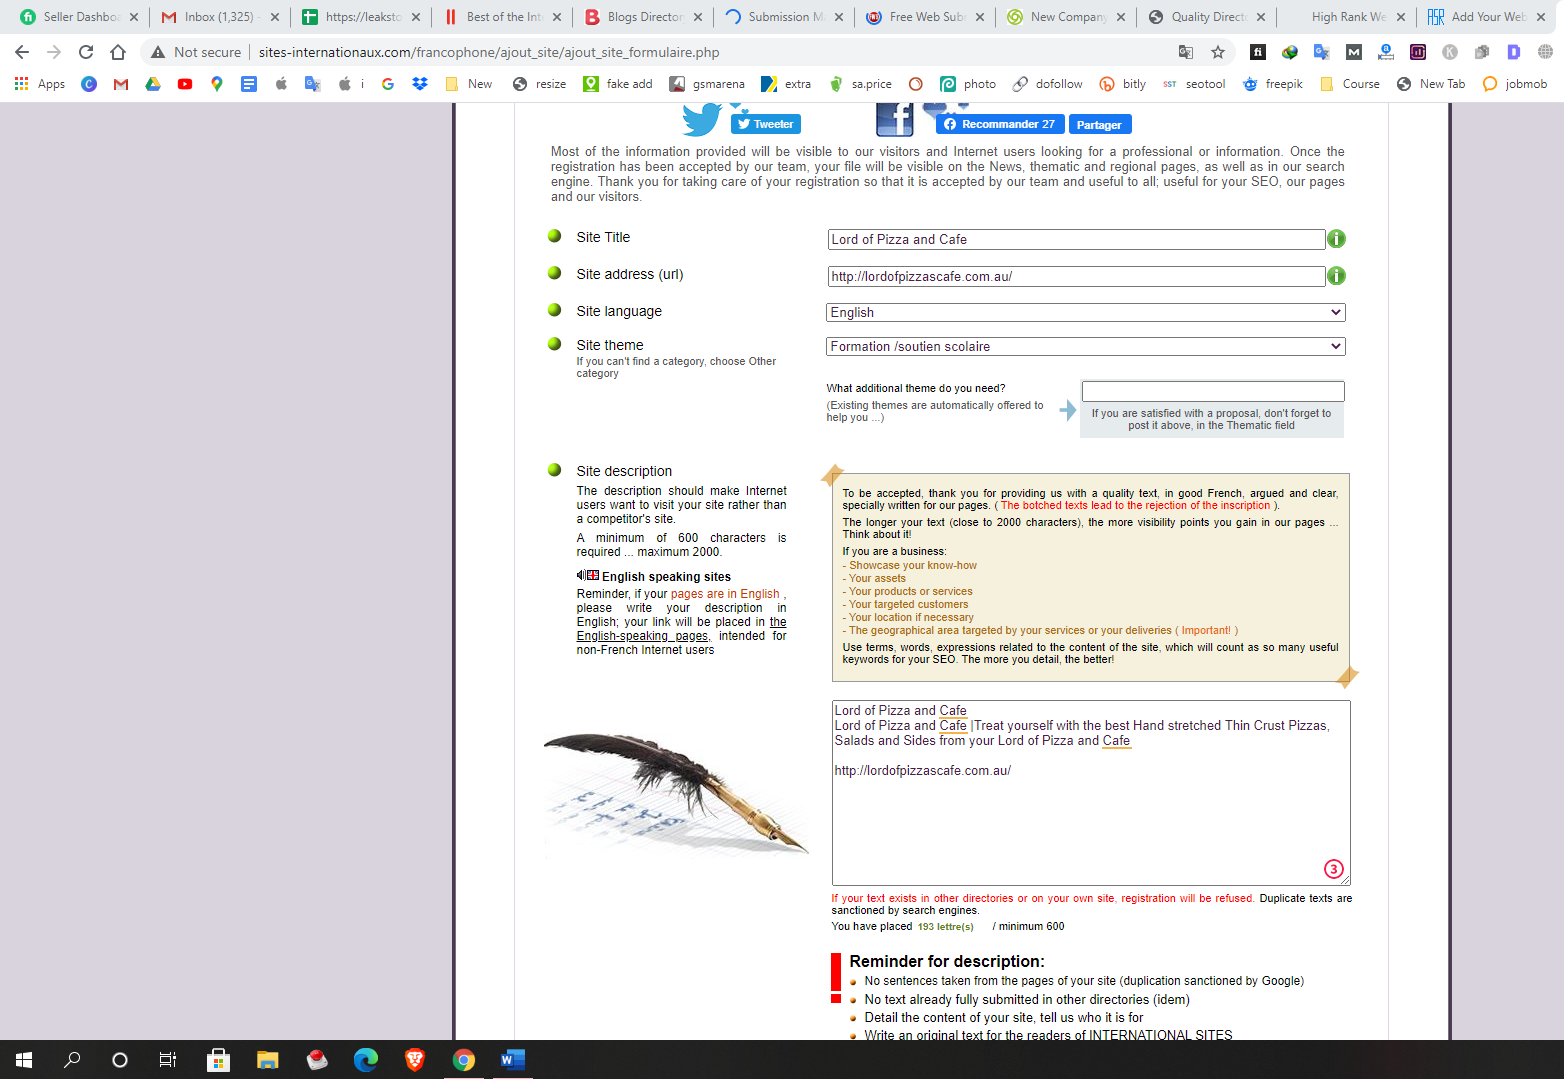 Seller Dashbo
Inbox (1,325) -
https://leaksto
Best of the Inte
Blogs Director
Submission Ma
Free Web Sub
New Company
Quality Directo
High Rank We
Add Your Web
Not secure
sites-internationaux.com/francophone/ajout_site/ajout_site_formulaire.php
Apps
i
New
resize
fake add
gsmarena
extra
sa.price
photo
dofollow
bitly
SST
seotool
freepik
Course
New Tab
jobmob
Tweeter
Recommander 27
Partager
Most of the information provided will be visible to our visitors and Internet users looking for a professional or information. Once the
registration has been accepted by our team, your file will be visible on the News, thematic and regional pages, as well as in our search
engine. Thank you for taking care of your registration so that it is accepted by our team and useful to all; useful for your SEO, our pages
and our visitors.
Site Title
Lord of Pizza and Cafe
Site address (url)
http://lordofpizzascafe.com.au/
Site language
English
Site theme
Formation /soutien scolaire
If you can't find a category, choose Other
category
What additional theme do you need?
(Existing themes are automatically offered to
help you ...)
If you are satisfied with a proposal, don't forget to
post it above, in the Thematic field
Site description
The description should make Internet
users want to visit your site rather than
a competitor's site.
A minimum of 600 characters is
required ... maximum 2000.
English speaking sites
Reminder, if your pages are in English ,
please write your description in
English; your link will be placed in the
English-speaking pages, intended for
non-French Internet users
To be accepted, thank you for providing us with a quality text, in good French, argued and clear,
specially written for our pages. ( The botched texts lead to the rejection of the inscription ).
The longer your text (close to 2000 characters), the more visibility points you gain in our pages ...
Think about it!
If you are a business:
- Showcase your know-how
- Your assets
- Your products or services
- Your targeted customers
- Your location if necessary
- The geographical area targeted by your services or your deliveries ( Important! )
Use terms, words, expressions related to the content of the site, which will count as so many useful
keywords for your SEO. The more you detail, the better!
Lord of Pizza and Cafe
Lord of Pizza and Cafe |Treat yourself with the best Hand stretched Thin Crust Pizzas,
Salads and Sides from your Lord of Pizza and Cafe
http://lordofpizzascafe.com.au/
3
If your text exists in other directories or on your own site, registration will be refused. Duplicate texts are
sanctioned by search engines.
You have placed 193 lettre(s) / minimum 600
Reminder for description:
No sentences taken from the pages of your site (duplication sanctioned by Google)
No text already fully submitted in other directories (idem)
Detail the content of your site, tell us who it is for
Write an original text for the readers of INTERNATIONAL SITES